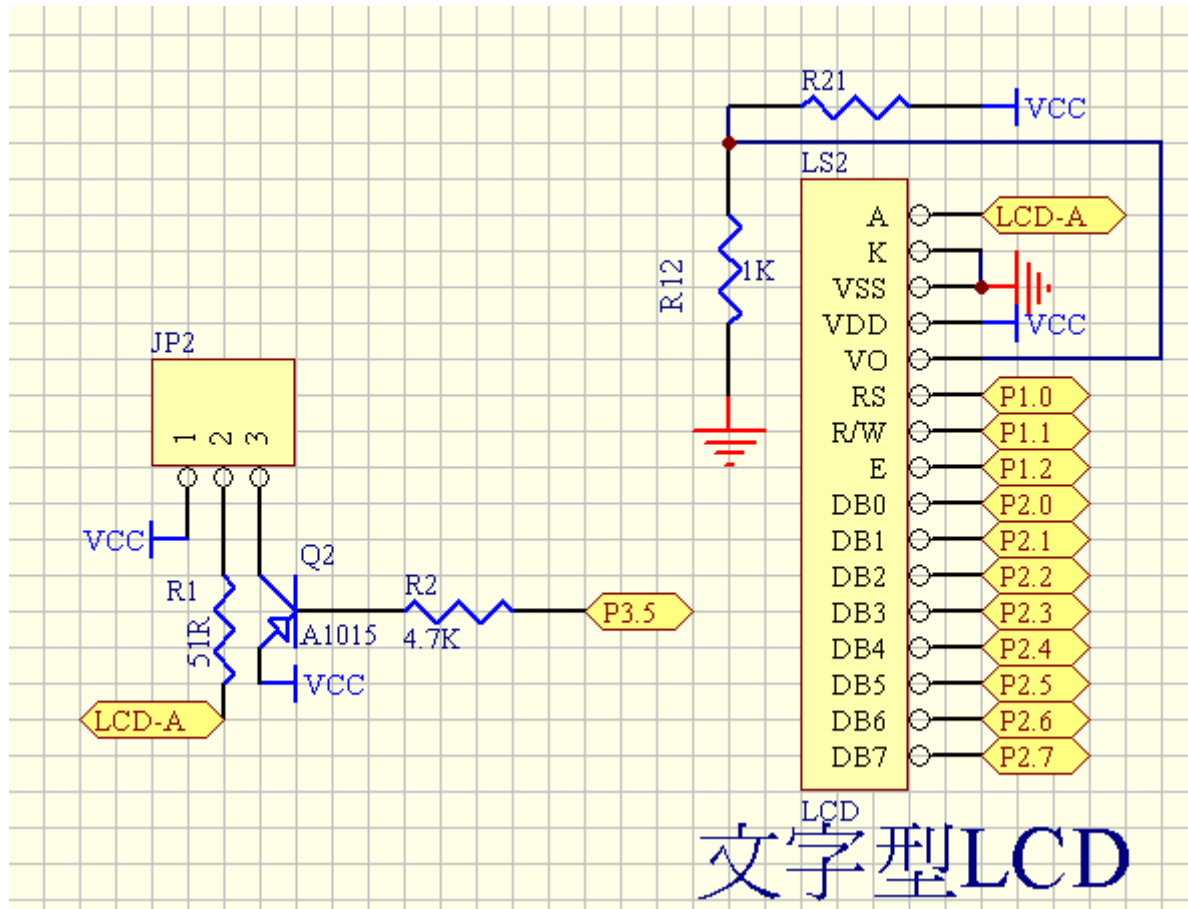 R21
VCC
LS2
A
LCD-A
K
R12
1K
VSS
VDD
VCC
JP2
VO
RS
P1.0
1
2
3
R/W
P1.1
E
P1.2
DB0
P2.0
VCC
DB1
P2.1
Q2
R1
R2
DB2
P2.2
51R
A1015
4.7K
P3.5
DB3
P2.3
DB4
P2.4
VCC
DB5
P2.5
LCD-A
DB6
P2.6
DB7
P2.7
LCD
文字型LCD